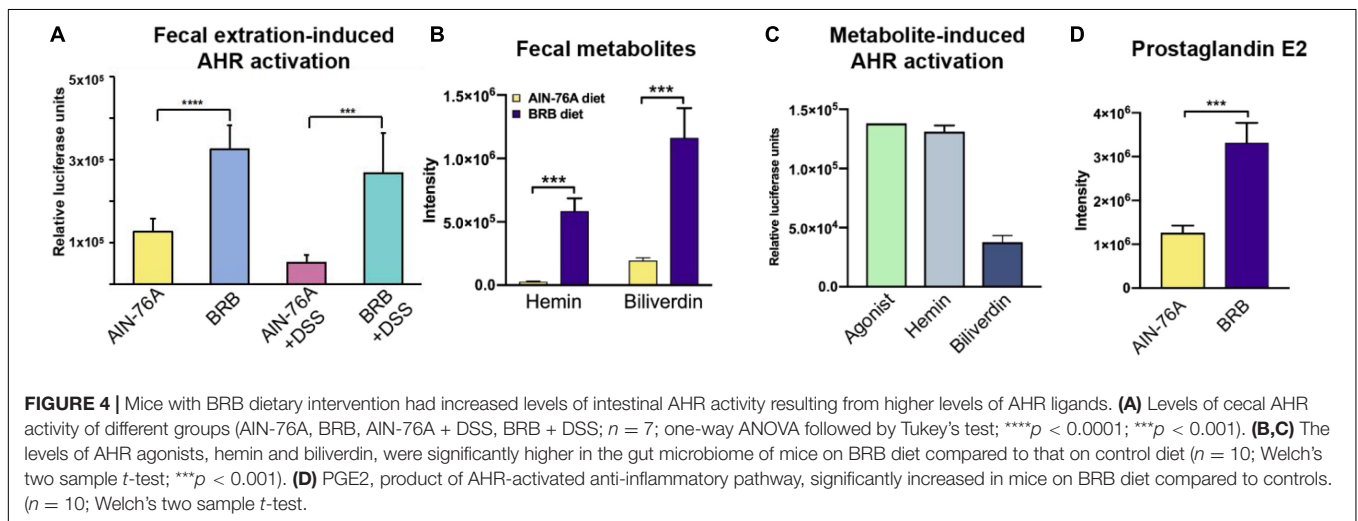 A
Fecal extration-induced
AHR activation
Relative luciferase units
5x10⁵
3x10⁵
1x10⁵
****
***
AIN-76A
BRB
AIN-76A
+DSS
BRB
+DSS
B
Fecal metabolites
AIN-76A diet
BRB diet
Intensity
1.5×10⁶
1.0×10⁶
5.0×10⁵
0.0
***
***
Hemin
Biliverdin
C
Metabolite-induced
AHR activation
Relative luciferase units
1.5×10⁵
1.0×10⁵
5.0×10⁴
0.0
Agonist
Hemin
Biliverdin
D
Prostaglandin E2
Intensity
4×10⁶
3×10⁶
2×10⁶
1×10⁶
0
***
AIN-76A
BRB
FIGURE 4 | Mice with BRB dietary intervention had increased levels of intestinal AHR activity resulting from higher levels of AHR ligands. (A) Levels of cecal AHR
activity of different groups (AIN-76A, BRB, AIN-76A + DSS, BRB + DSS; n = 7; one-way ANOVA followed by Tukey's test; ****p < 0.0001; ***p < 0.001). (B,C) The
levels of AHR agonists, hemin and biliverdin, were significantly higher in the gut microbiome of mice on BRB diet compared to that on control diet (n = 10; Welch's
two sample t-test; ***p < 0.001). (D) PGE2, product of AHR-activated anti-inflammatory pathway, significantly increased in mice on BRB diet compared to controls.
(n = 10; Welch's two sample t-test.